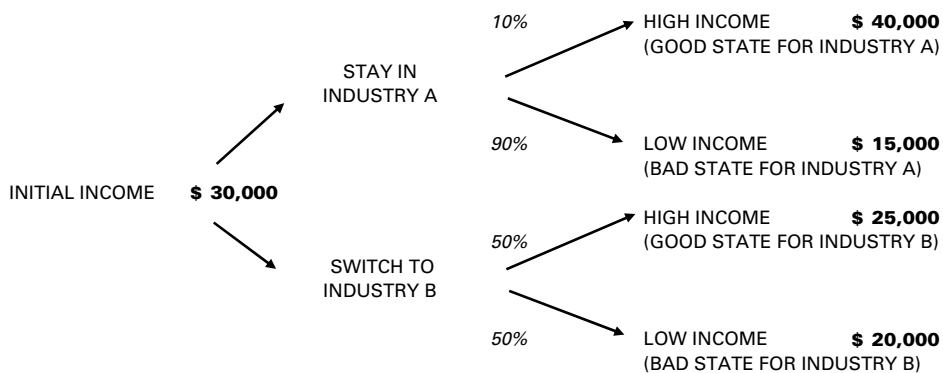 10%
HIGH INCOME $ 40,000
(GOOD STATE FOR INDUSTRY A)
STAY IN
INDUSTRY A
90%
LOW INCOME $ 15,000
(BAD STATE FOR INDUSTRY A)
INITIAL INCOME $ 30,000
50%
HIGH INCOME $ 25,000
(GOOD STATE FOR INDUSTRY B)
SWITCH TO
INDUSTRY B
50%
LOW INCOME $ 20,000
(BAD STATE FOR INDUSTRY B)